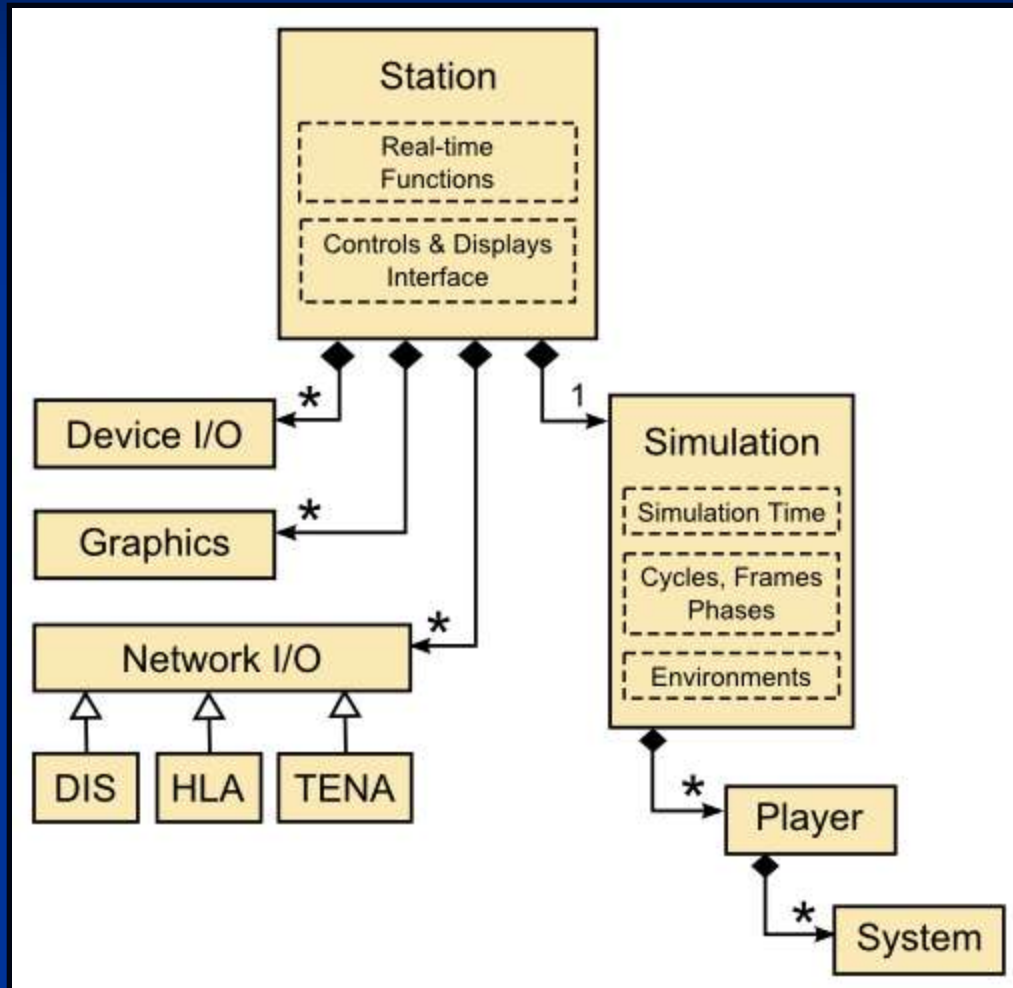 Station
Real-time
Functions
Controls & Displays
Interface
*
1
Device I/O
Simulation
*
Graphics
Simulation Time
Cycles, Frames
Phases
*
Network I/O
Environments
DIS
HLA
TENA
*
Player
*
System